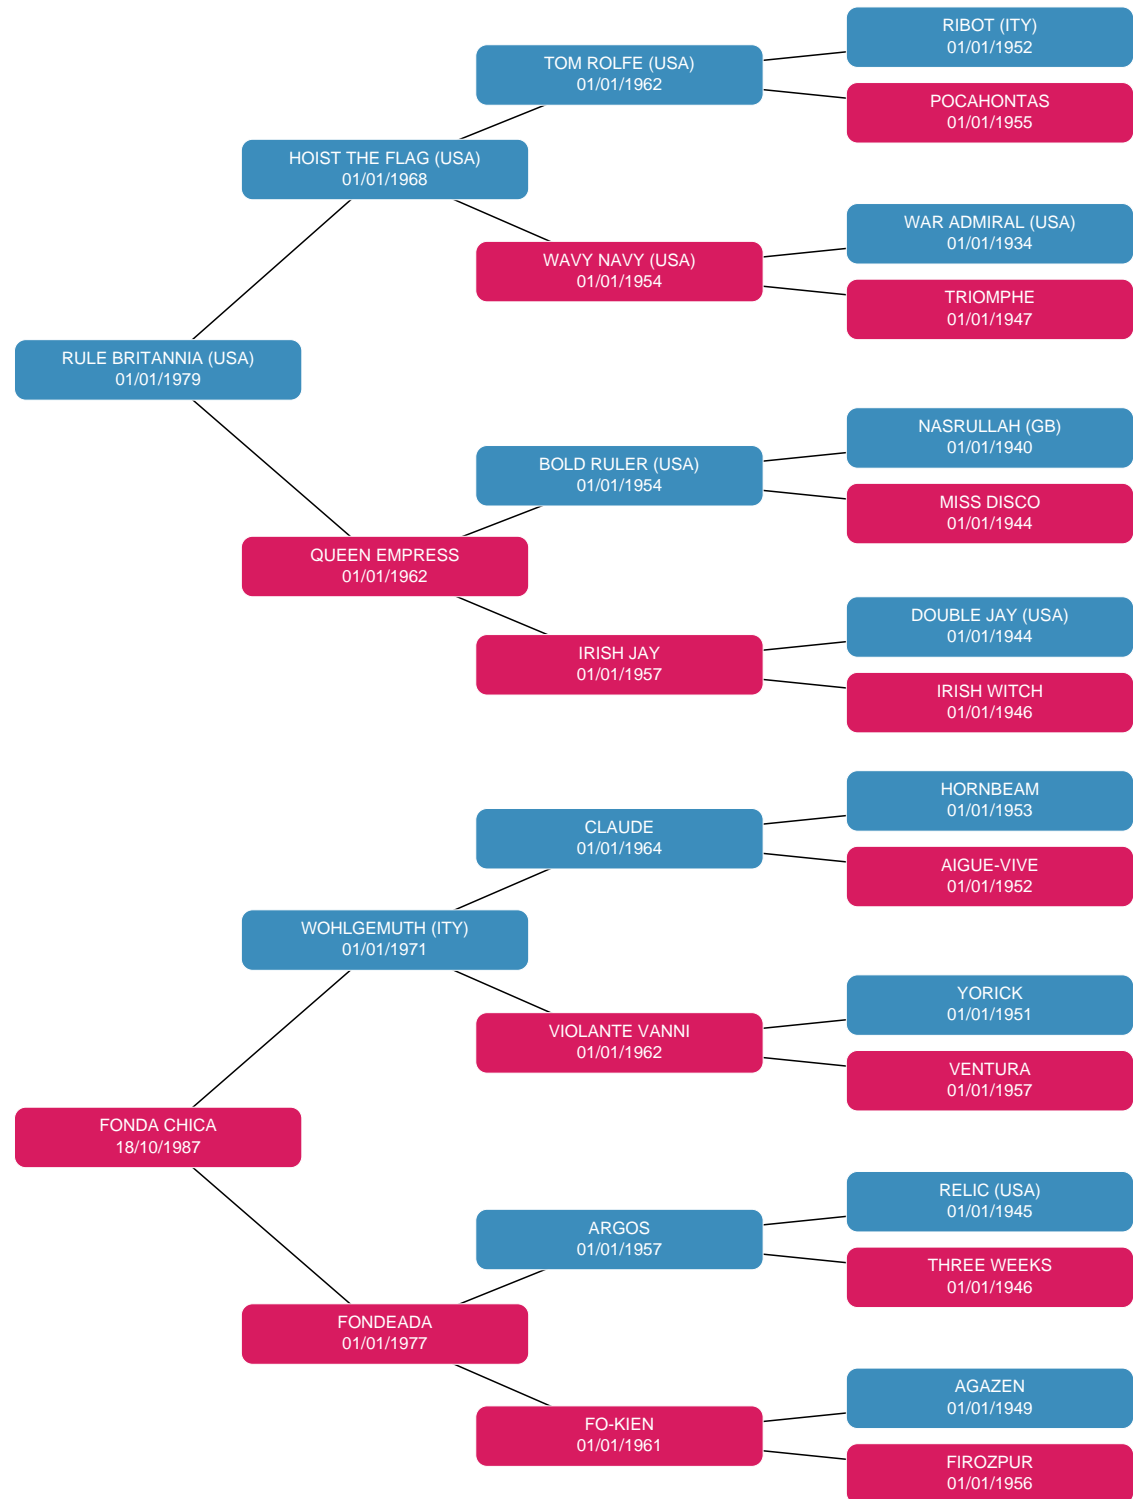 RIBOT (ITY)
01/01/1952
TOM ROLFE (USA)
01/01/1962
POCAHONTAS
01/01/1955
HOIST THE FLAG (USA)
01/01/1968
WAR ADMIRAL (USA)
01/01/1934
WAVY NAVY (USA)
01/01/1954
TRIOMPHE
01/01/1947
RULE BRITANNIA (USA)
01/01/1979
NASRULLAH (GB)
01/01/1940
BOLD RULER (USA)
01/01/1954
MISS DISCO
01/01/1944
QUEEN EMPRESS
01/01/1962
DOUBLE JAY (USA)
01/01/1944
IRISH JAY
01/01/1957
IRISH WITCH
01/01/1946
HORNBEAM
01/01/1953
CLAUDE
01/01/1964
AIGUE-VIVE
01/01/1952
WOHLGEMUTH (ITY)
01/01/1971
YORICK
01/01/1951
VIOLANTE VANNI
01/01/1962
VENTURA
01/01/1957
FONDA CHICA
18/10/1987
RELIC (USA)
01/01/1945
ARGOS
01/01/1957
THREE WEEKS
01/01/1946
FONDEADA
01/01/1977
AGAZEN
01/01/1949
FO-KIEN
01/01/1961
FIROZPUR
01/01/1956